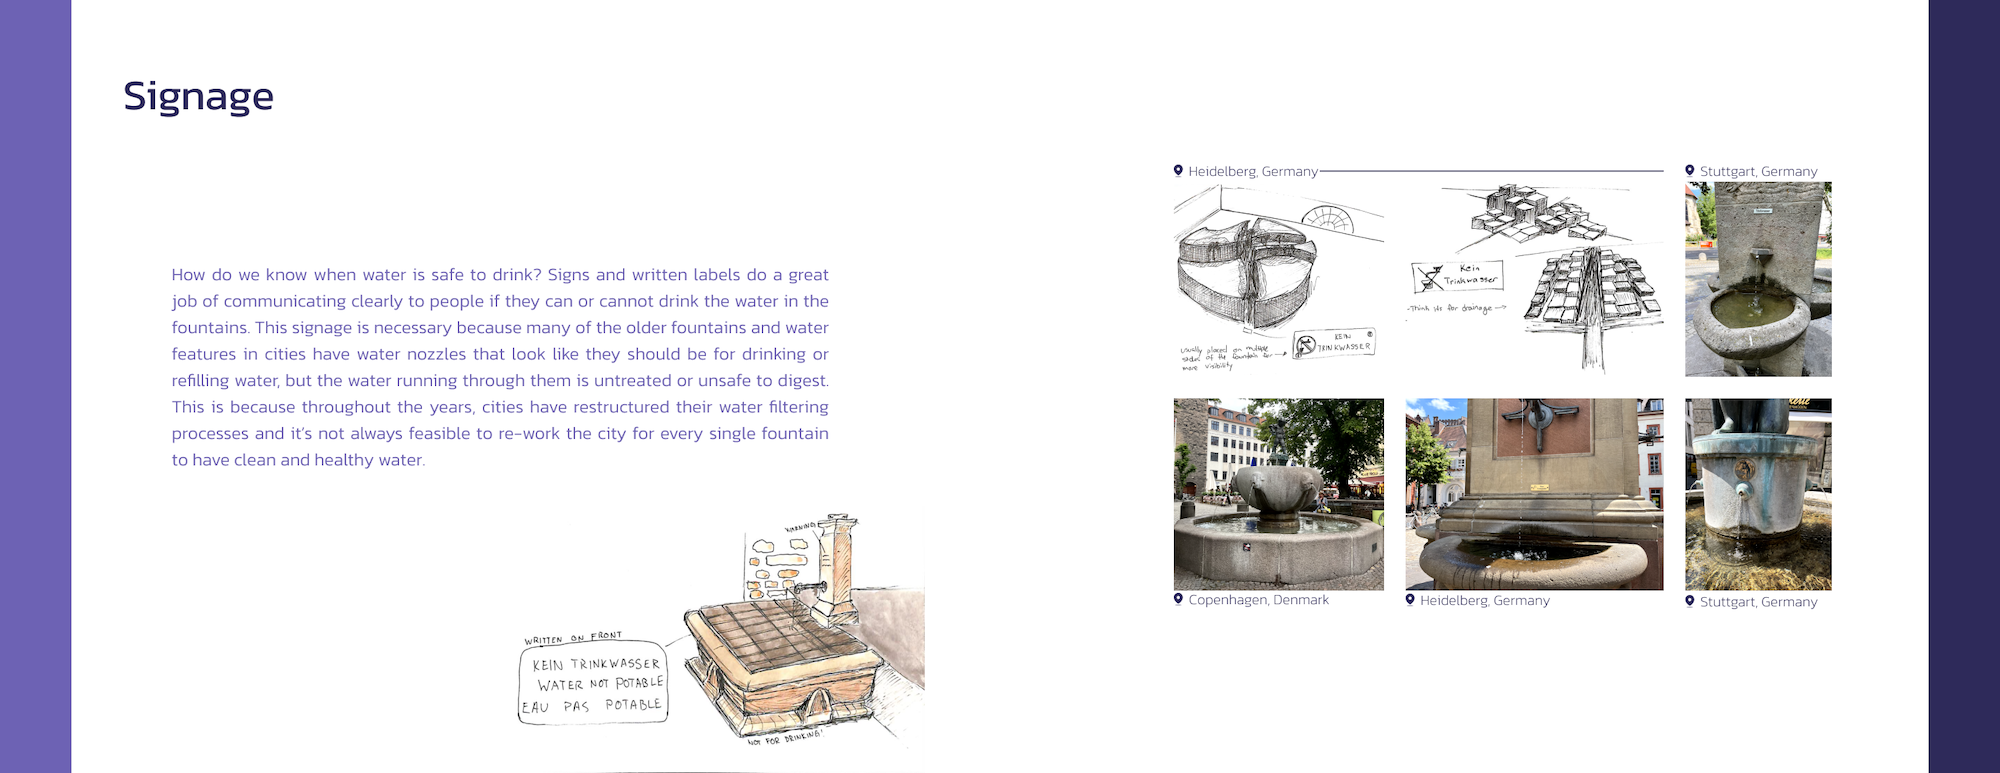 Signage
How do we know when water is safe to drink? Signs and written labels do a great
job of communicating clearly to people if they can or cannot drink the water in the
fountains. This signage is necessary because many of the older fountains and water
features in cities have water nozzles that look like they should be for drinking or
refilling water, but the water running through them is untreated or unsafe to digest.
This is because throughout the years, cities have restructured their water filtering
processes and it's not always feasible to re-work the city for every single fountain
to have clean and healthy water.
WARNING
WRITTEN ON FRONT
KEIN TRINKWASSER
WATER NOT POTABLE
EAU PAS POTABLE
NOT FOR DRINKING!
Heidelberg, Germany
Stuttgart, Germany
Kein
Trinkwasser
-Think its for drainage
KEIN
TRINKWASSER
usually placed on multiple
sides of the fountain for
more visibility
Copenhagen, Denmark
Heidelberg, Germany
Stuttgart, Germany